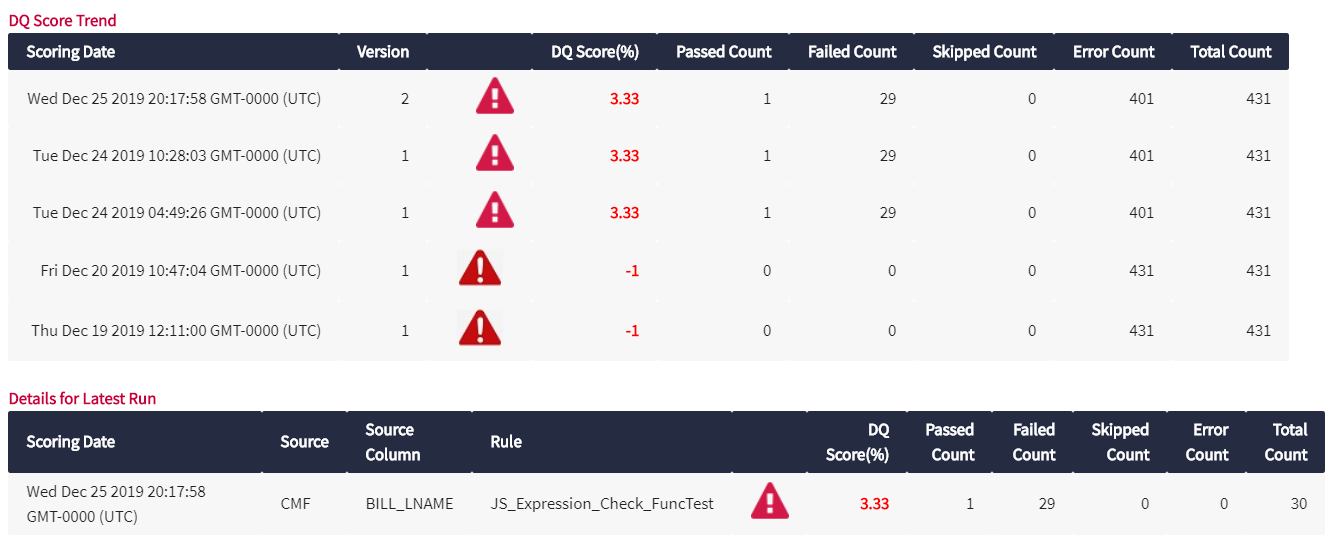 DQ Score Trend
Scoring Date Version DQ Score(%) Passed Count Failed Count Skipped Count Error Count Total Count
Wed Dec 25 2019 20:17:58 GMT-0000 (UTC) 2 3.33 1 29 0 401 431
Tue Dec 24 2019 10:28:03 GMT-0000 (UTC) 1 3.33 1 29 0 401 431
Tue Dec 24 2019 04:49:26 GMT-0000 (UTC) 1 3.33 1 29 0 401 431
Fri Dec 20 2019 10:47:04 GMT-0000 (UTC) 1 -1 0 0 0 431 431
Thu Dec 19 2019 12:11:00 GMT-0000 (UTC) 1 -1 0 0 0 431 431
Details for Latest Run
Scoring Date Source Source Column Rule DQ Score(%) Passed Count Failed Count Skipped Count Error Count Total Count
Wed Dec 25 2019 20:17:58 GMT-0000 (UTC) CMF BILL_LNAME JS_Expression_Check_FuncTest 3.33 1 29 0 0 30